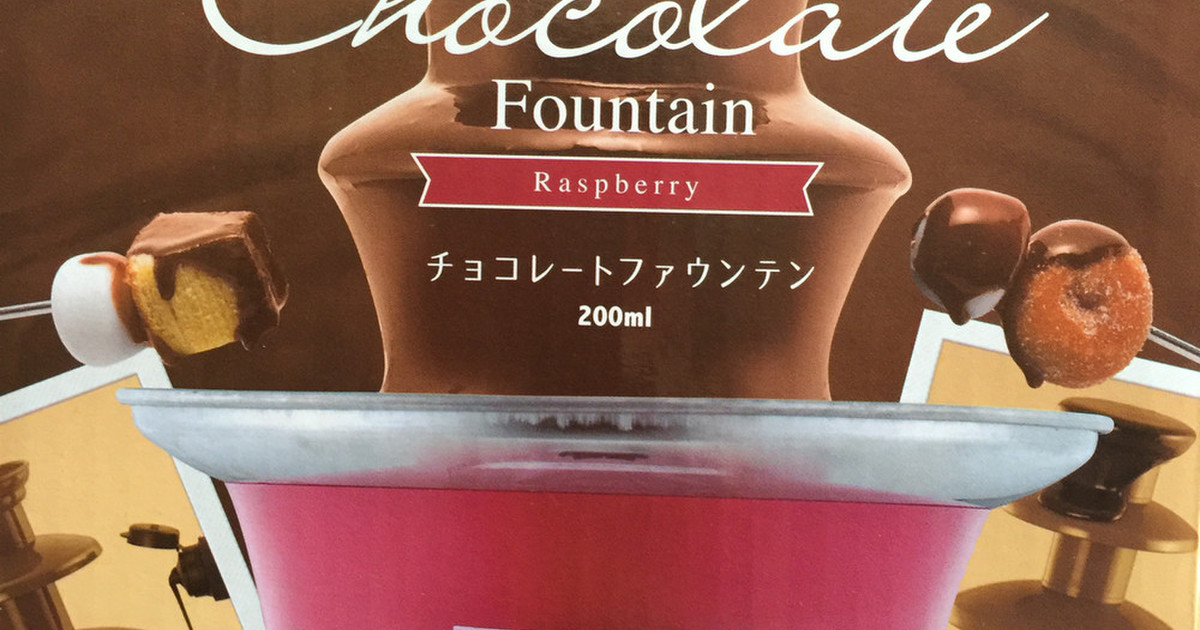 Chocolate
Fountain
Raspberry
チョコレートファウンテン
200ml